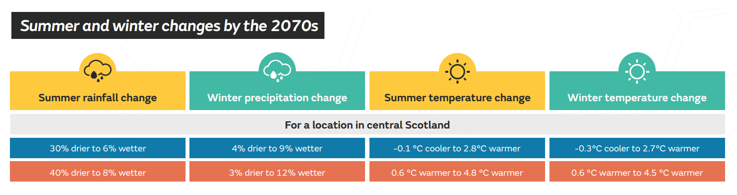 Summer and winter changes by the 2070s
Summer rainfall change
Winter precipitation change
Summer temperature change
Winter temperature change
For a location in central Scotland
30% drier to 6% wetter
4% drier to 9% wetter
-0.1 °C cooler to 2.8°C warmer
-0.3°C cooler to 2.7°C warmer
40% drier to 8% wetter
3% drier to 12% wetter
0.6 °C warmer to 4.8 °C warmer
0.6 °C warmer to 4.5 °C warmer